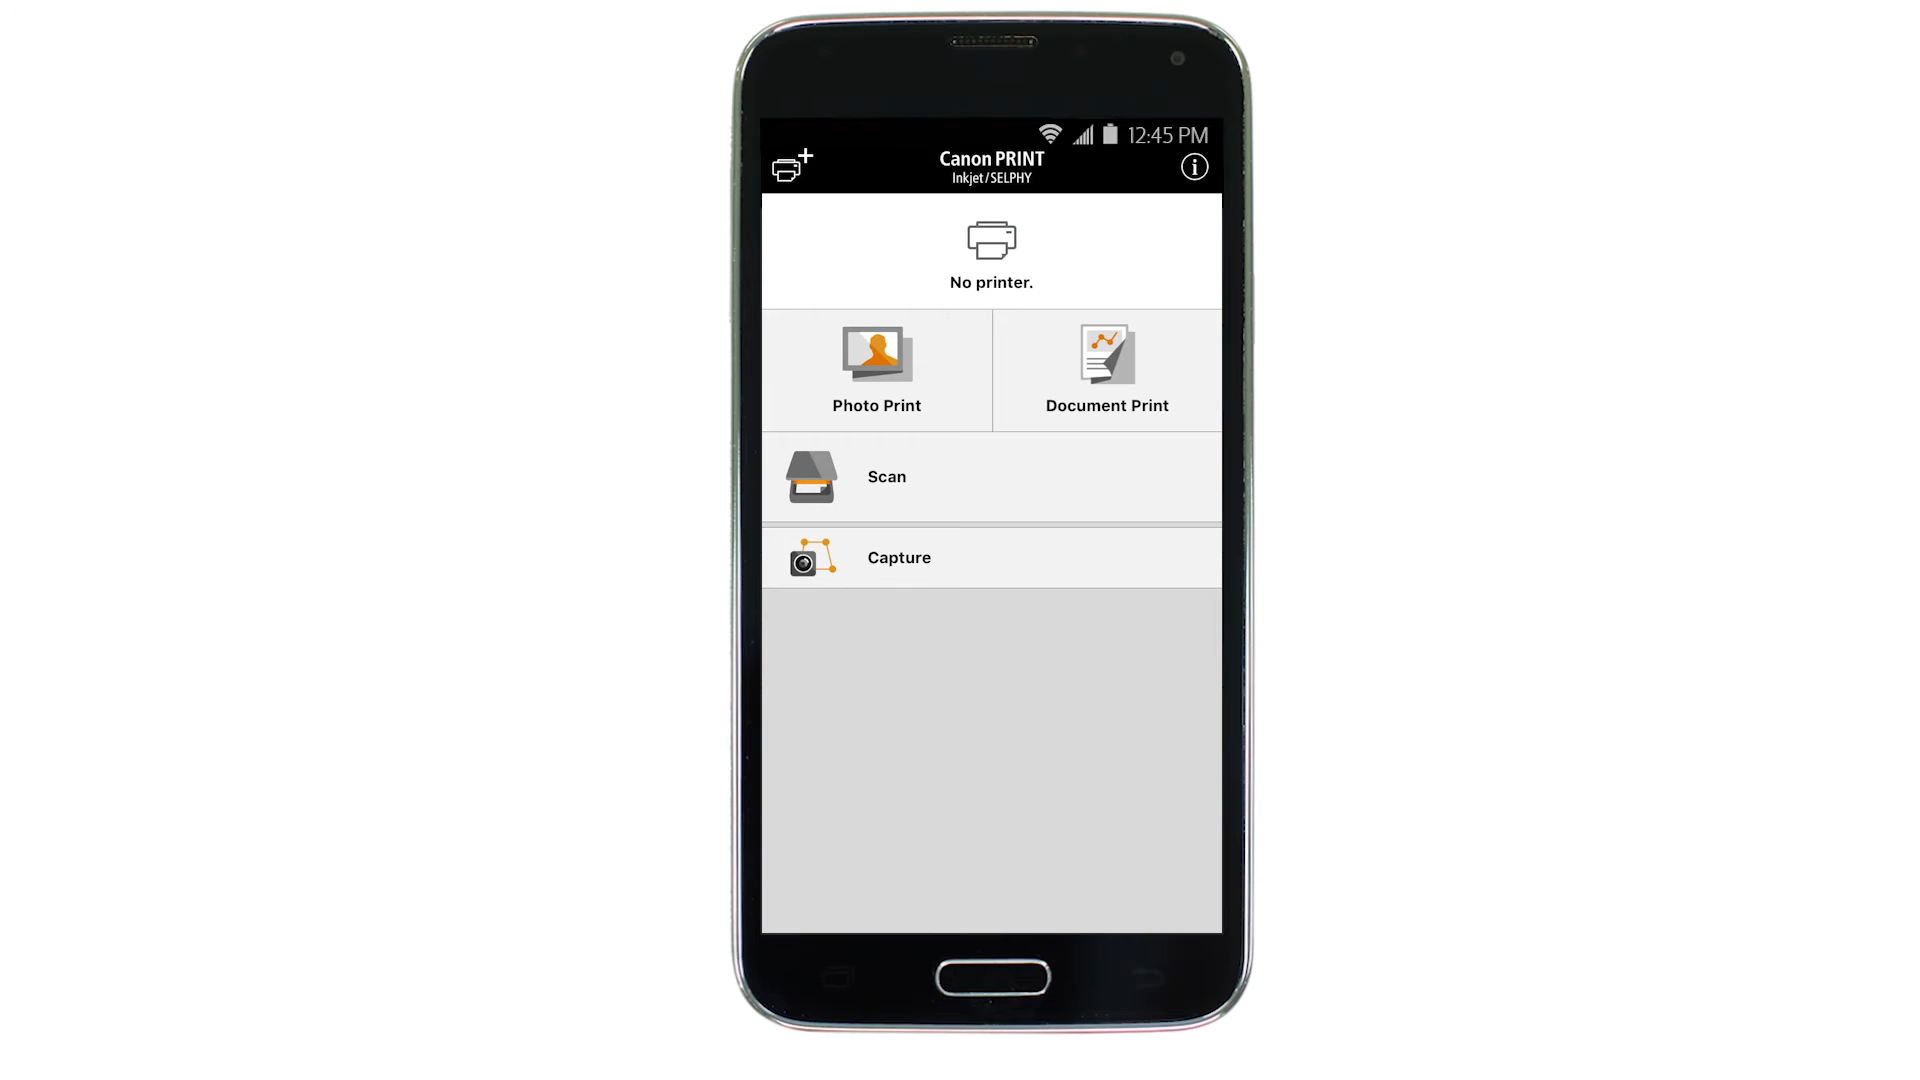 12:45 PM
Canon PRINT
Inkjet/SELPHY
No printer.
Photo Print
Document Print
Scan
Capture